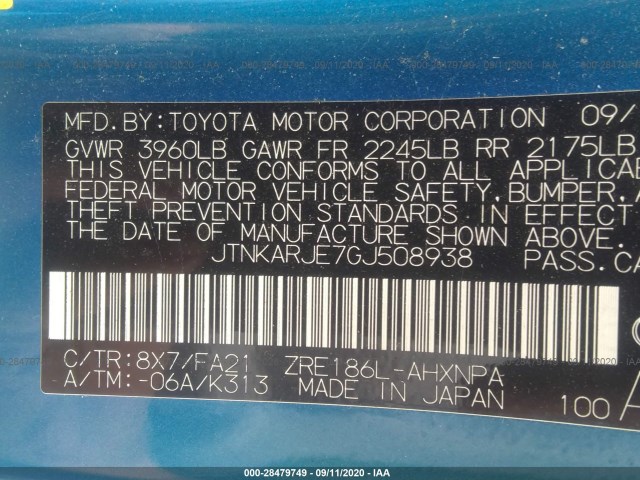 MFD. BY: TOYOTA MOTOR CORPORATION 09/
GVWR 3960LB GAWR FR 2245LB RR 2175LB
THIS VEHICLE CONFORMS TO ALL APPLICAB
FEDERAL MOTOR VEHICLE SAFETY, BUMPER,
THEFT PREVENTION STANDARDS IN EFFECT
THE DATE OF MANUFACTURE SHOWN ABOVE.
JTNKARJE7GJ508938 PASS. CA
C/TR: 8X7/FA21 ZRE186L-AHXNPA
A/TM: -06A/K313 MADE IN JAPAN
100
000-28479749 - 09/11/2020 - IAA